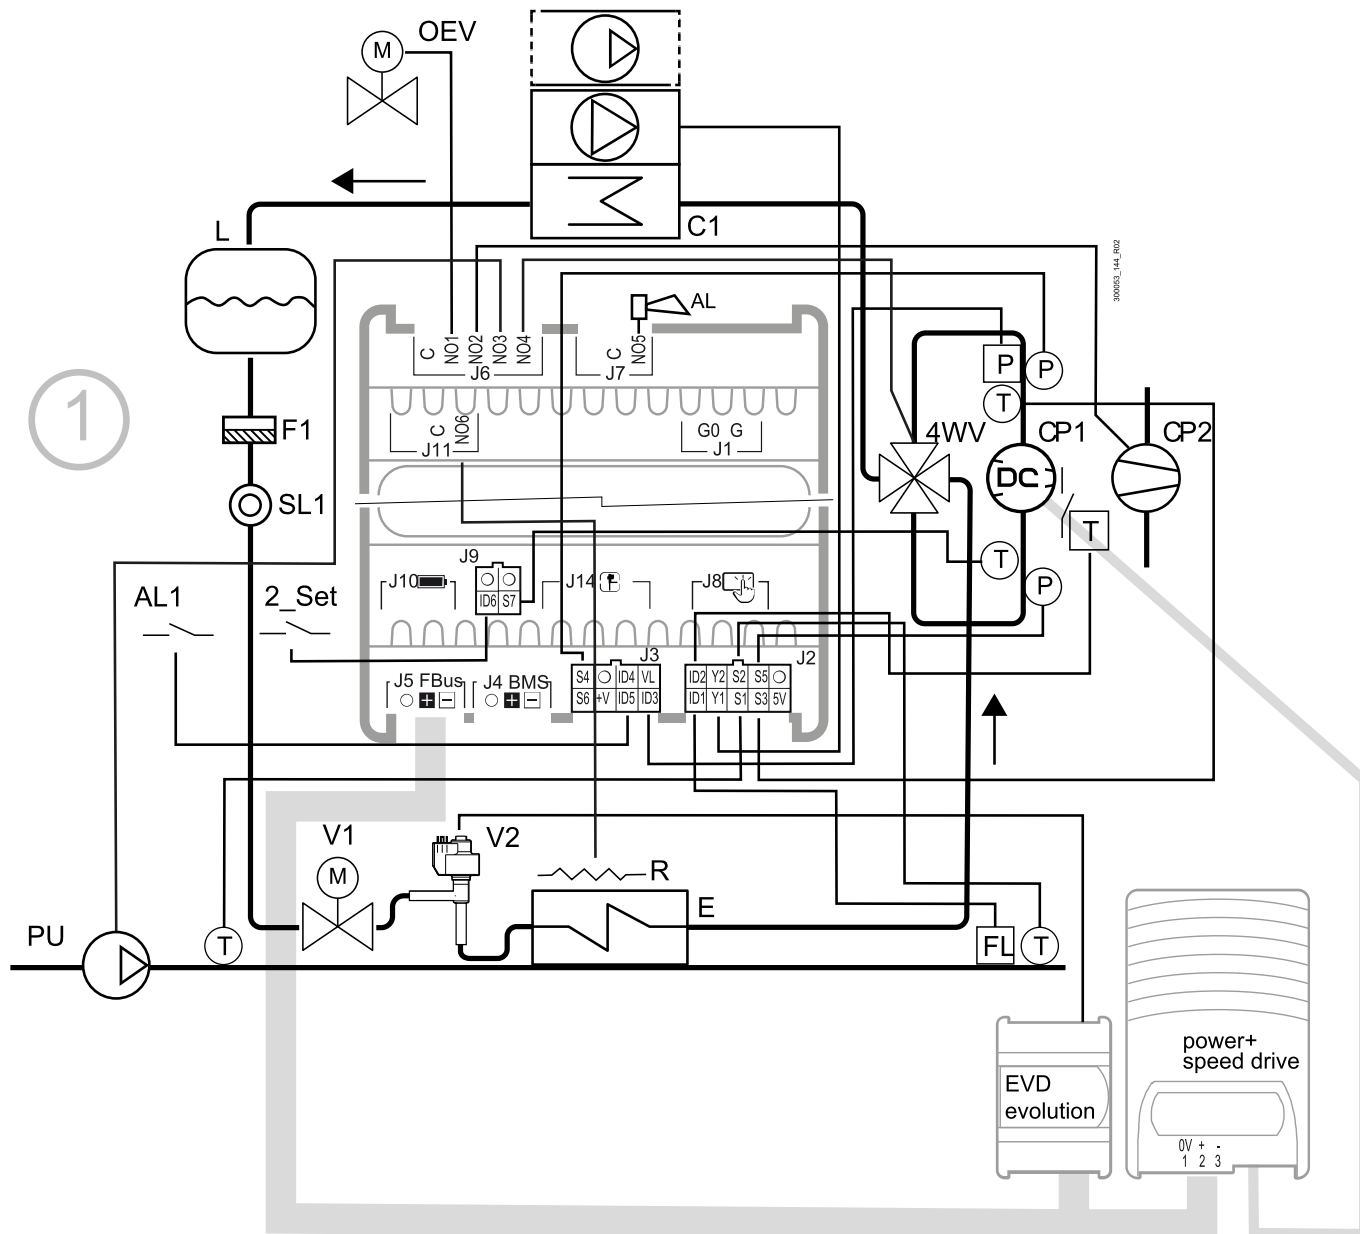 OEV
M
L
C1
300053_144_R02
AL
C NO1 NO2 NO3 NO4
J6
C NO5
J7
P
P
T
1
F1
C NO6
J11
G0 G
J1
4WV
CP1
CP2
DC
SL1
T
J9
T
J10
J14
J8
P
ID6 S7
AL1
2_Set
J3
J2
S4 ID4 VL
ID2 Y2 S2 S5
J5 FBus
J4 BMS
S6 +V ID5 ID3
ID1 Y1 S1 S3 5V
+ -
+ -
V1
V2
M
R
E
PU
T
FL
T
power+
speed drive
EVD
evolution
0V + -
1 2 3